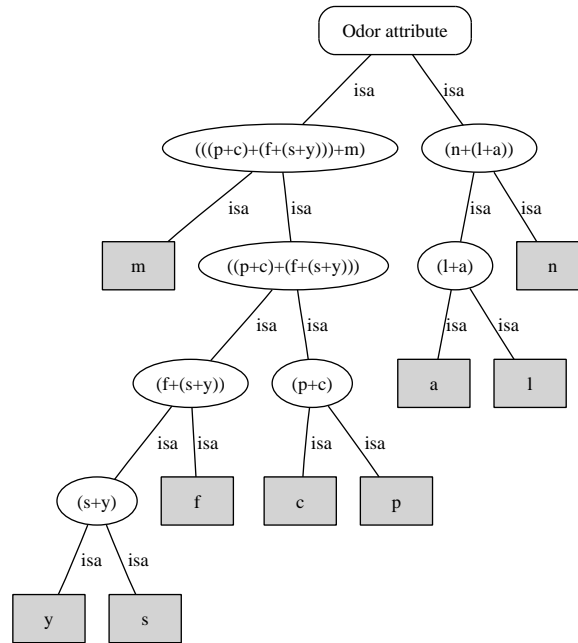 Odor attribute
isa isa
(((p+c)+(f+(s+y)))+m) (n+(l+a))
isa isa isa isa
m ((p+c)+(f+(s+y))) (l+a) n
isa isa isa isa
(f+(s+y)) (p+c) a l
isa isa isa isa
(s+y) f c p
isa isa
y s